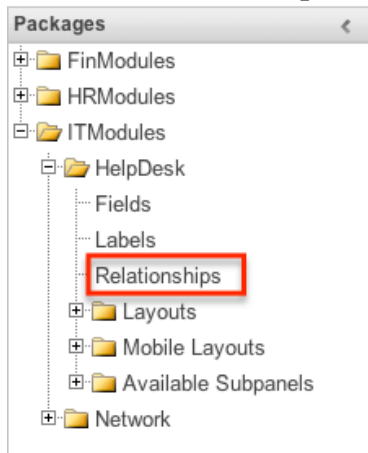 Packages
FinModules
HRModules
ITModules
HelpDesk
Fields
Labels
Relationships
Layouts
Mobile Layouts
Available Subpanels
Network